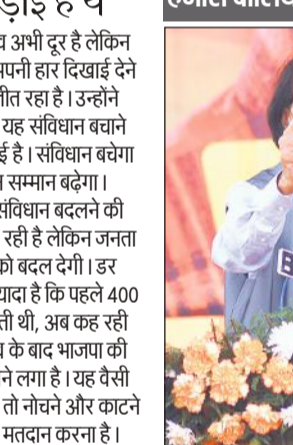 ड़ाई है ये
व अभी दूर है लेकिन
अपनी हार दिखाई देने
जीत रहा है। उन्होंने
यह संविधान बचाने
ई है। संविधान बचेगा
सम्मान बढ़ेगा।
संविधान बदलने की
रही है लेकिन जनता
को बदल देगी। डर
यादा है कि पहले 400
ती थी, अब कह रही
व के बाद भाजपा की
ने लगा है। यह वैसी
तो नोचने और काटने
मतदान करना है।